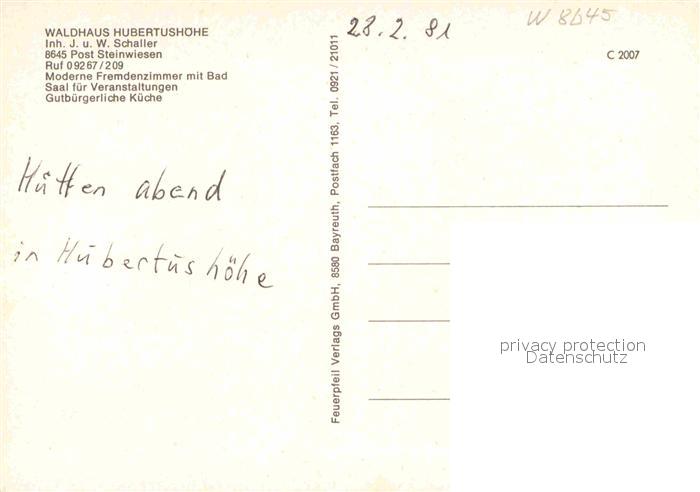 WALDHAUS HUBERTUSHÖHE
Inh. J. u. W. Schaller
8645 Post Steinwiesen
Ruf 09267/209
Moderne Fremdenzimmer mit Bad
Saal für Veranstaltungen
Gutbürgerliche Küche
Hütten abend
in Hubertushöhe
Feuerpfeil Verlags GmbH, 8580 Bayreuth, Postfach 1163, Tel. 0921 / 21011
28.2.81
W 8645
C 2007
privacy protection
Datenschutz